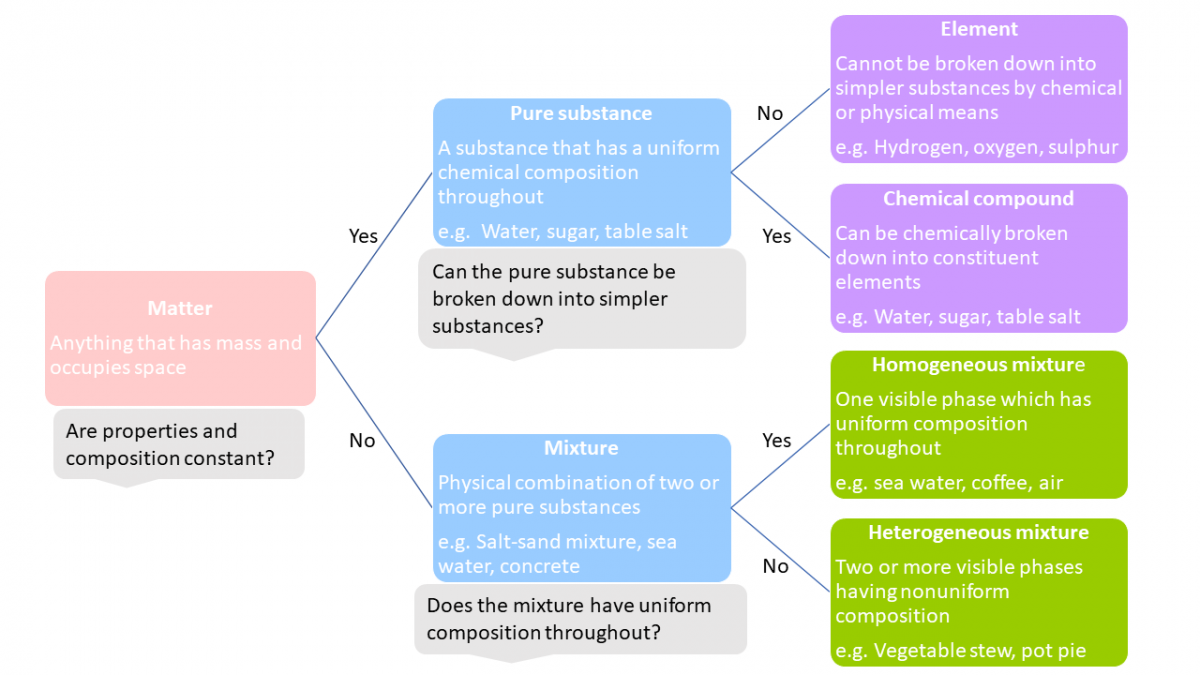 Matter
Anything that has mass and
occupies space
Are properties and
composition constant?
Yes
No
Pure substance
A substance that has a uniform
chemical composition
throughout
e.g. Water, sugar, table salt
Can the pure substance be
broken down into simpler
substances?
No
Yes
Element
Cannot be broken down into
simpler substances by chemical
or physical means
e.g. Hydrogen, oxygen, sulphur
Chemical compound
Can be chemically broken
down into constituent
elements
e.g. Water, sugar, table salt
Mixture
Physical combination of two or
more pure substances
e.g. Salt-sand mixture, sea
water, concrete
Does the mixture have uniform
composition throughout?
Yes
No
Homogeneous mixture
One visible phase which has
uniform composition
throughout
e.g. sea water, coffee, air
Heterogeneous mixture
Two or more visible phases
having nonuniform
composition
e.g. Vegetable stew, pot pie